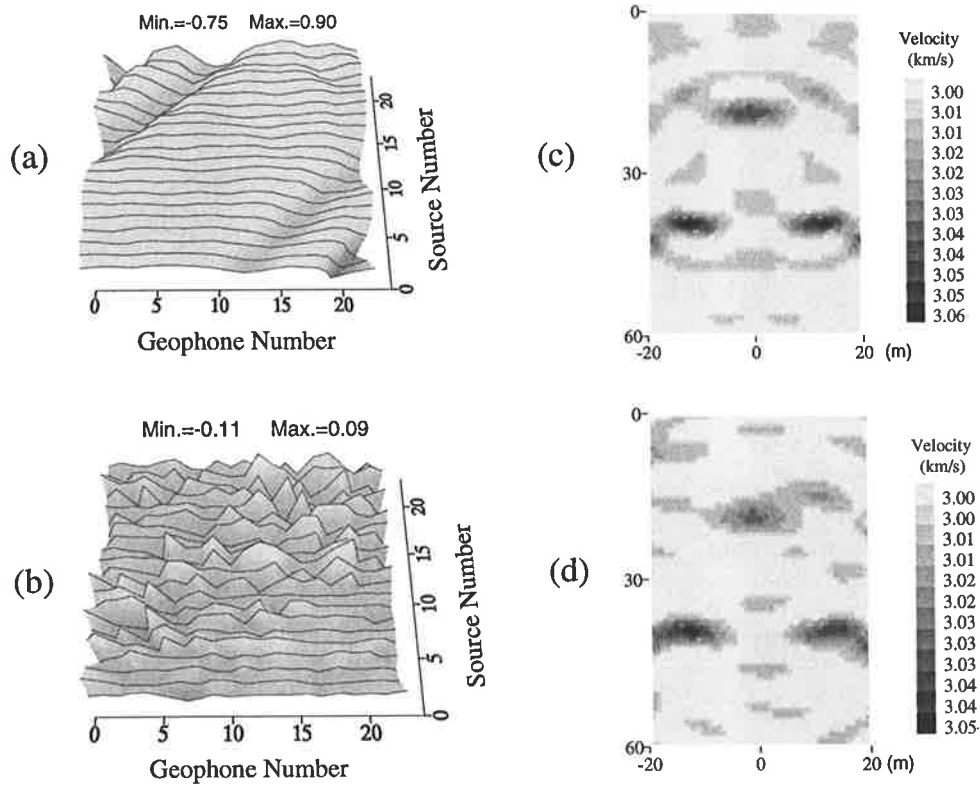 Min.=-0.75 Max.=0.90
(a)
20
15
10
5
0
Source Number
0 5 10 15 20
Geophone Number
(c)
0
30
60
-20 0 20 (m)
Velocity
(km/s)
3.00
3.01
3.01
3.02
3.02
3.03
3.03
3.04
3.04
3.05
3.05
3.06
Min.=-0.11 Max.=0.09
(b)
20
15
10
5
0
Source Number
0 5 10 15 20
Geophone Number
(d)
0
30
60
-20 0 20 (m)
Velocity
(km/s)
3.00
3.00
3.01
3.01
3.02
3.02
3.03
3.03
3.03
3.04
3.04
3.05